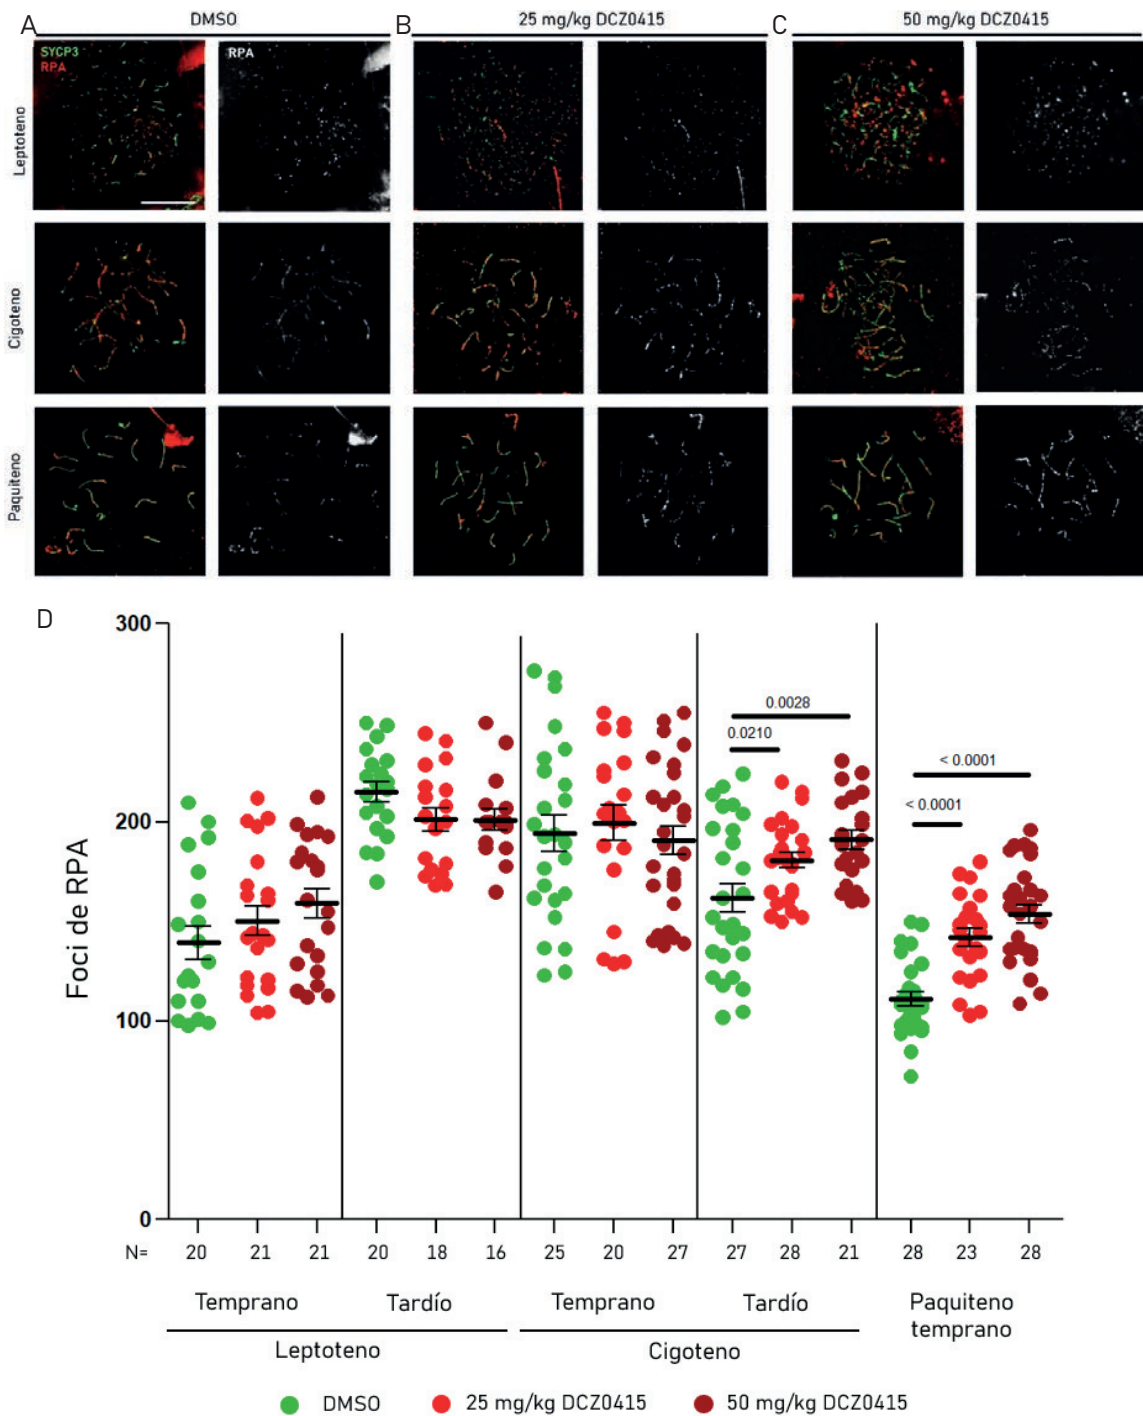 A DMSO B 25 mg/kg DCZ0415 C 50 mg/kg DCZ0415
SYCP3
RPA
RPA
Leptoteno
Cigoteno
Paquiteno
D
Foci de RPA
300
200
100
0
0.0028
0.0210
< 0.0001
< 0.0001
N= 20 21 21 20 18 16 25 20 27 27 28 21 28 23 28
Temprano Tardío Temprano Tardío Paquiteno
temprano
Leptoteno Cigoteno
DMSO 25 mg/kg DCZ0415 50 mg/kg DCZ0415